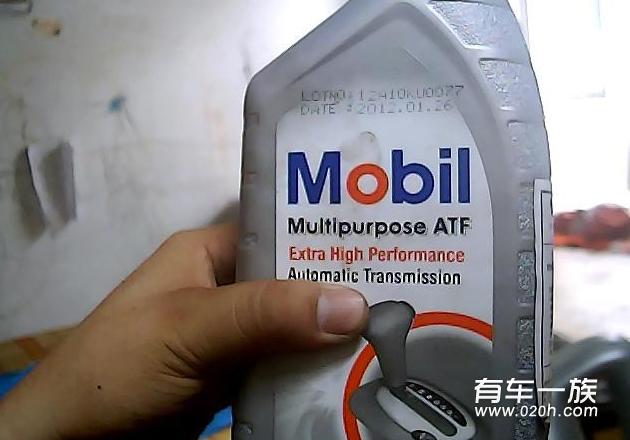 LOTNO:12A10KU0077
DATE :2012.01.26
Mobil
Multipurpose ATF
Extra High Performance
Automatic Transmission
有车一族
www.020h.com